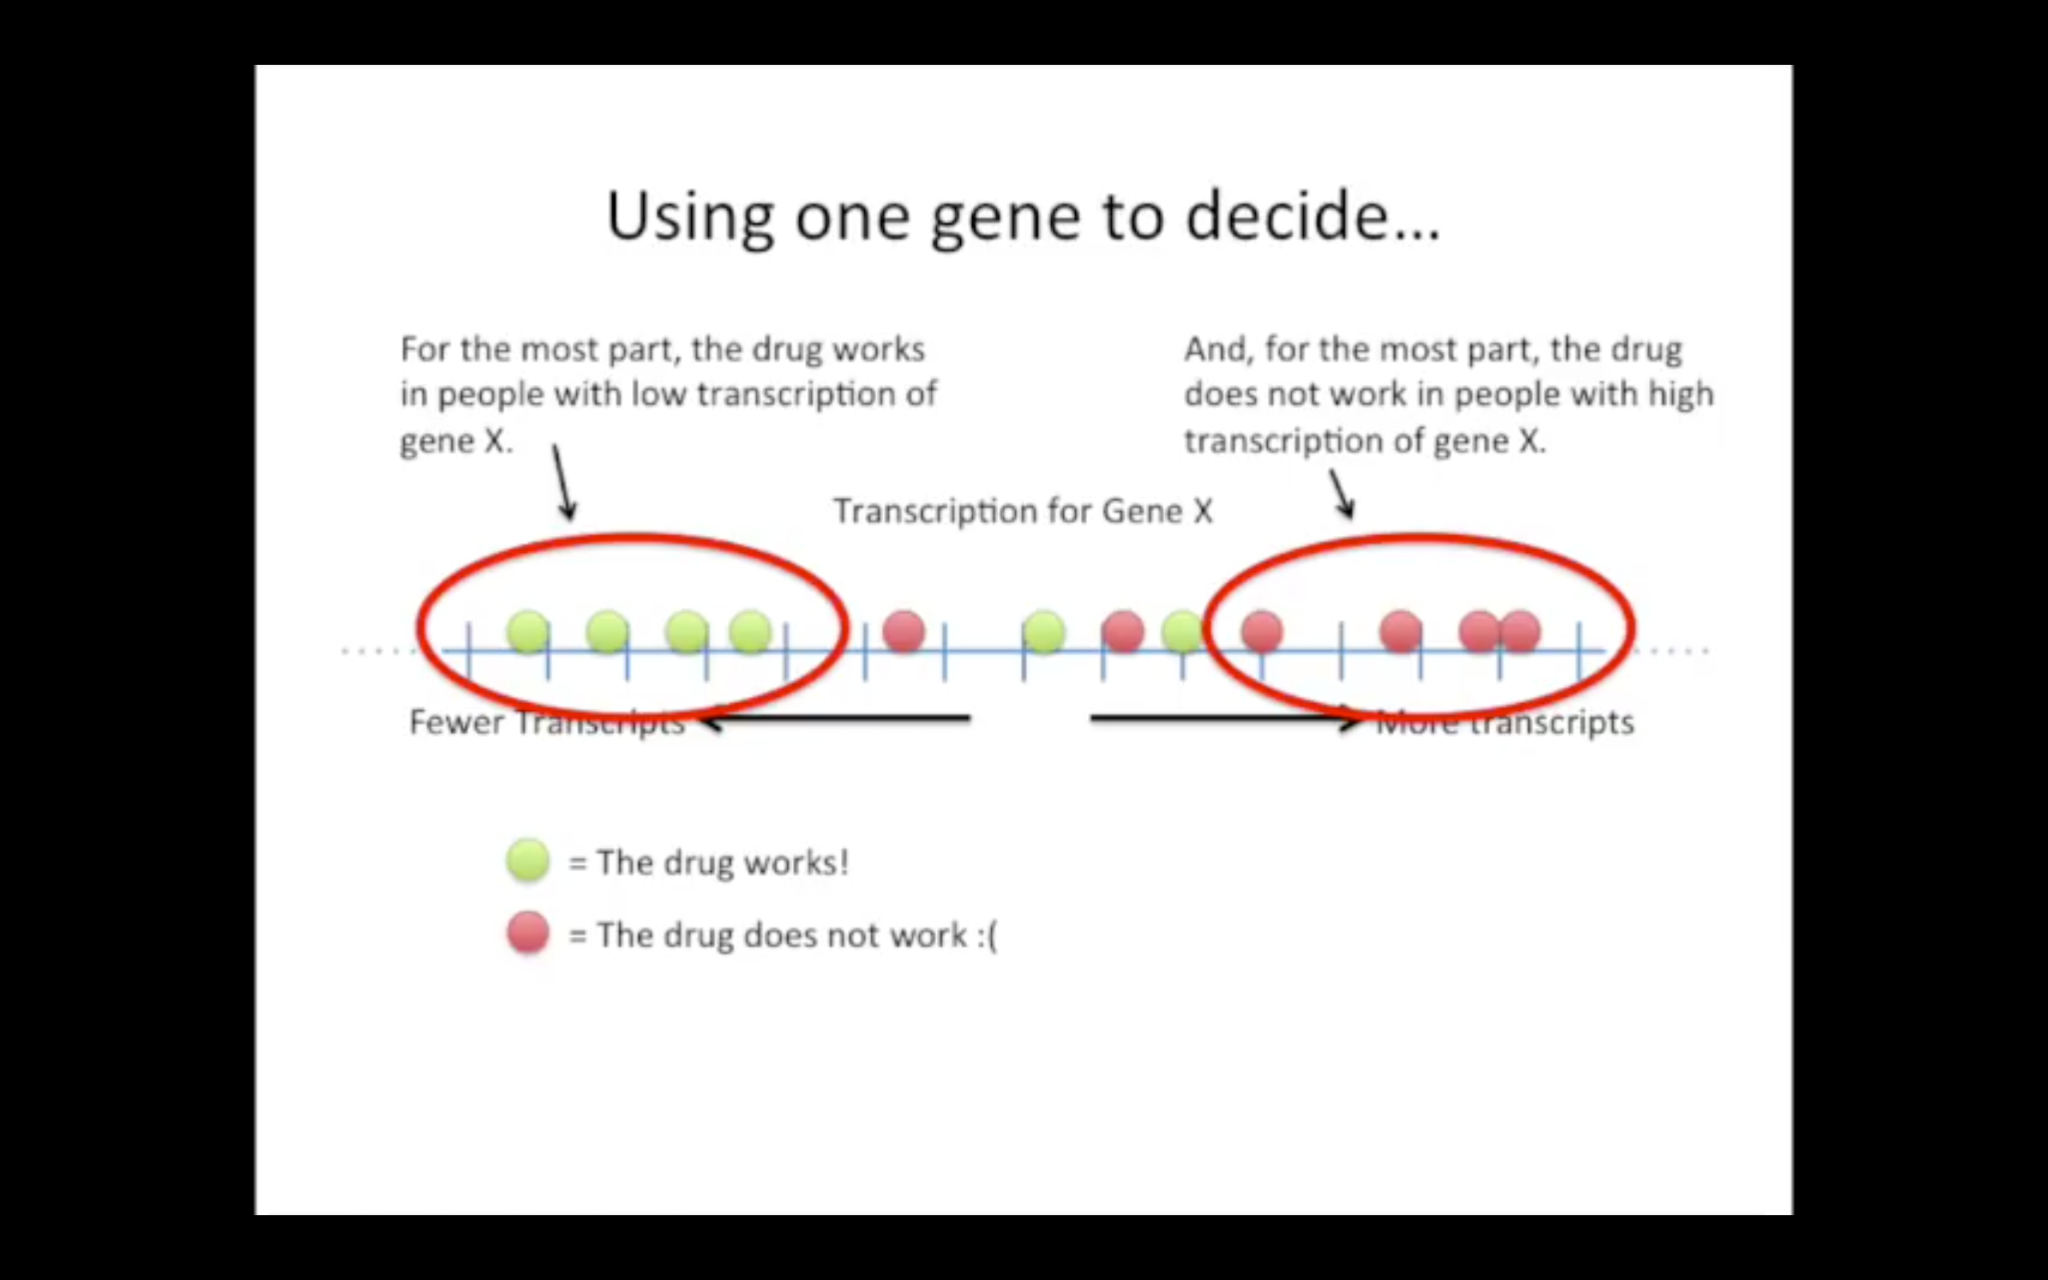 Using one gene to decide...
For the most part, the drug works
in people with low transcription of
gene X.
And, for the most part, the drug
does not work in people with high
transcription of gene X.
Transcription for Gene X
Fewer Transcripts
More transcripts
= The drug works!
= The drug does not work :(